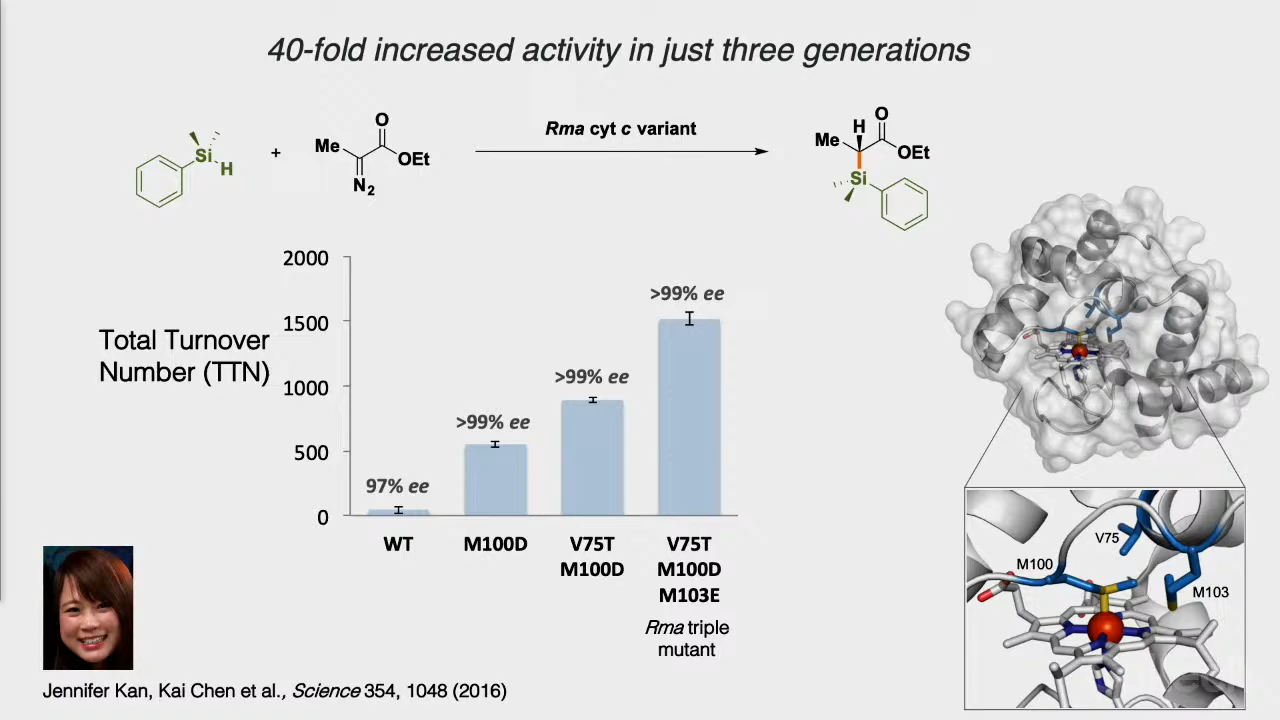 40-fold increased activity in just three generations
Si
H
+
Me
O
OEt
N2
Rma cyt c variant
H
O
Me
OEt
Si
Total Turnover
Number (TTN)
2000
1500
1000
500
0
97% ee
>99% ee
>99% ee
>99% ee
WT
M100D
V75T
M100D
V75T
M100D
M103E
Rma triple
mutant
V75
M100
M103
Jennifer Kan, Kai Chen et al., Science 354, 1048 (2016)